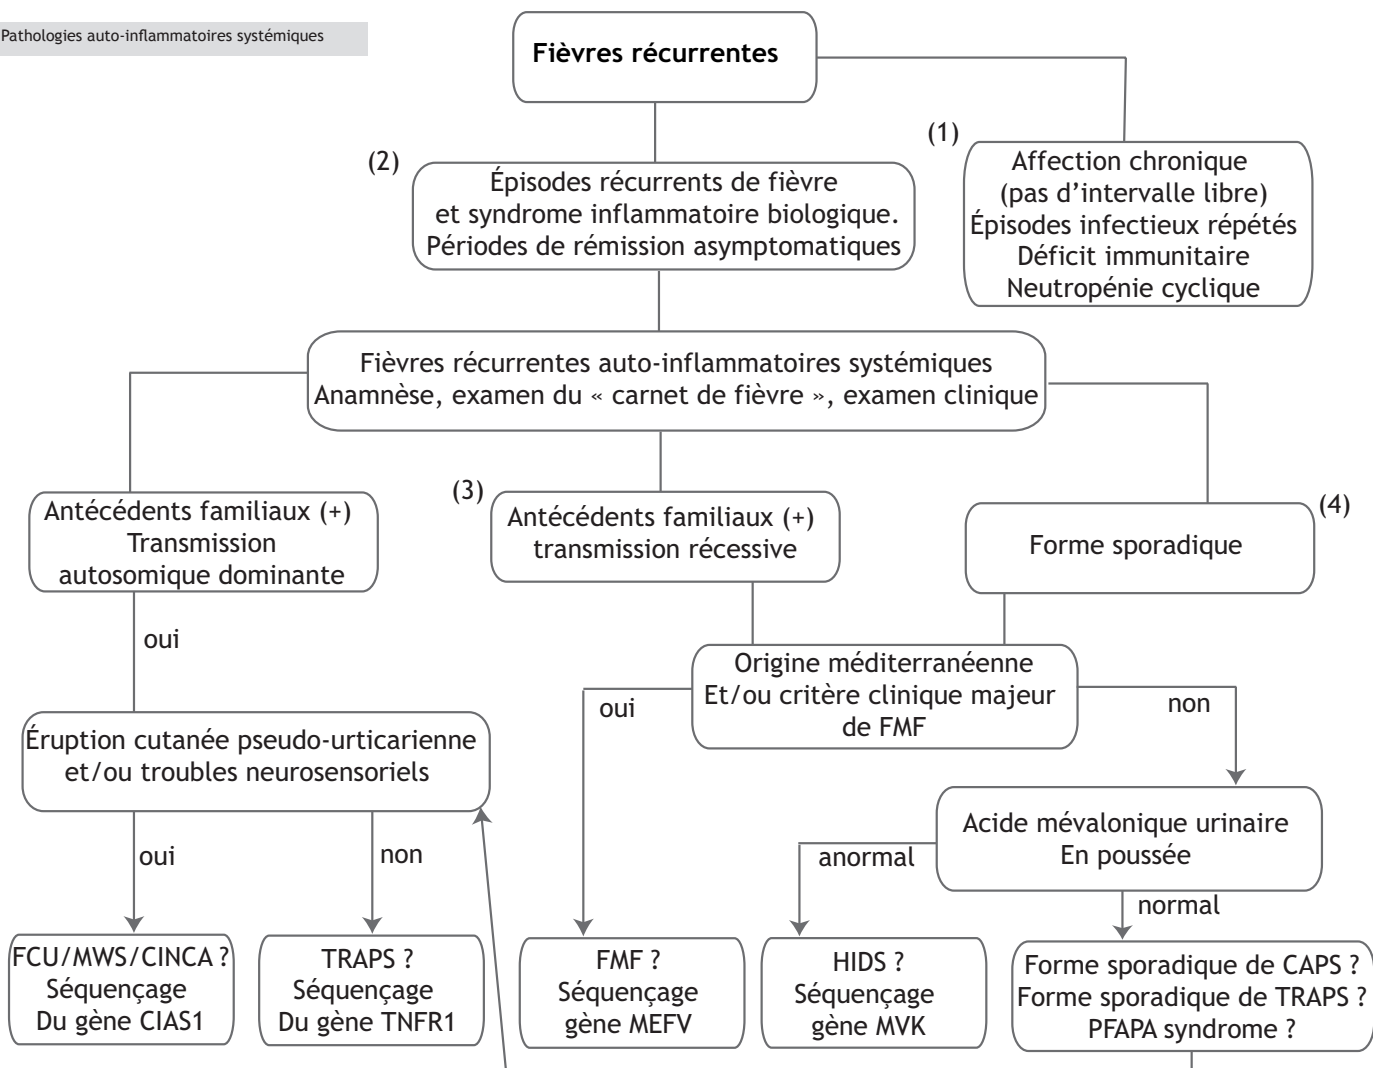 Pathologies auto-inflammatoires systémiques
Fièvres récurrentes
(1)
Affection chronique
(pas d’intervalle libre)
Épisodes infectieux répétés
Déficit immunitaire
Neutropénie cyclique
(2)
Épisodes récurrents de fièvre
et syndrome inflammatoire biologique.
Périodes de rémission asymptomatiques
Fièvres récurrentes auto-inflammatoires systémiques
Anamnèse, examen du « carnet de fièvre », examen clinique
Antécédents familiaux (+)
Transmission
autosomique dominante
(3)
Antécédents familiaux (+)
transmission récessive
(4)
Forme sporadique
oui
Origine méditerranéenne
Et/ou critère clinique majeur
de FMF
oui
non
Éruption cutanée pseudo-urticarienne
et/ou troubles neurosensoriels
oui
non
Acide mévalonique urinaire
En poussée
anormal
normal
FCU/MWS/CINCA ?
Séquençage
Du gène CIAS1
TRAPS ?
Séquençage
Du gène TNFR1
FMF ?
Séquençage
gène MEFV
HIDS ?
Séquençage
gène MVK
Forme sporadique de CAPS ?
Forme sporadique de TRAPS ?
PFAPA syndrome ?